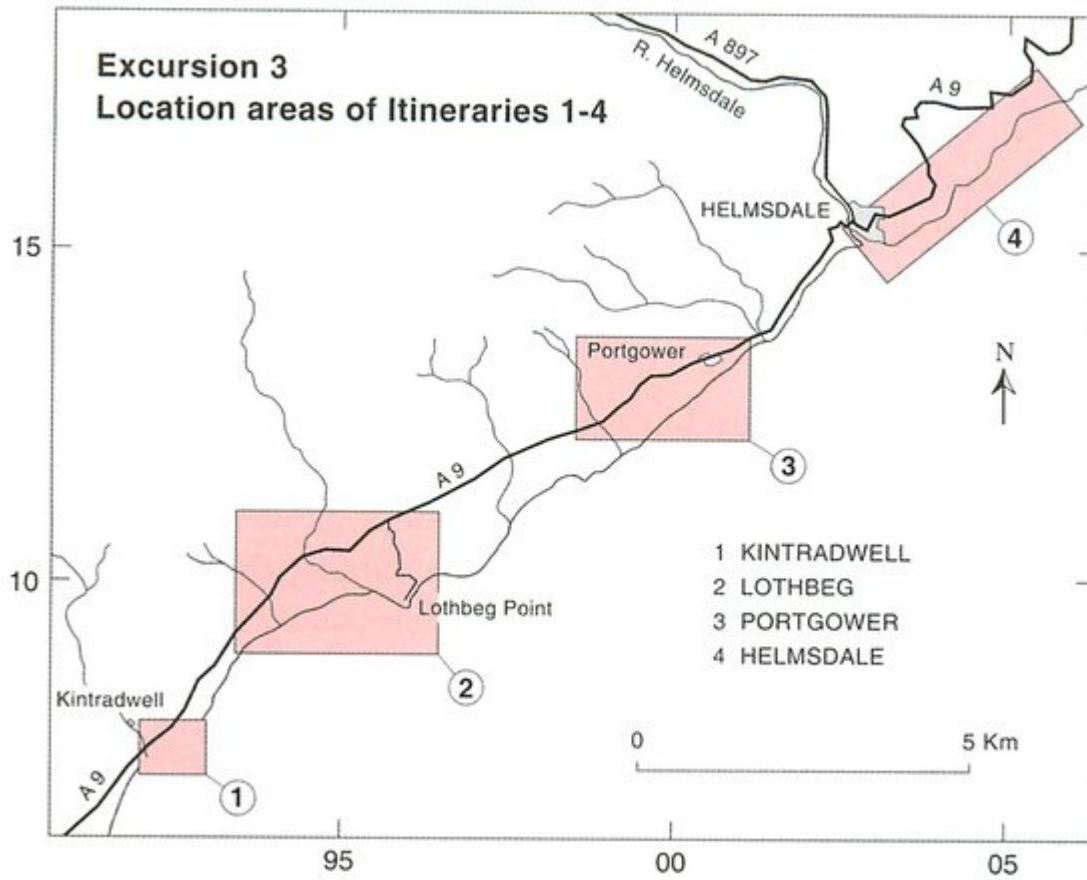 Excursion 3
Location areas of Itineraries 1-4
A 897
R. Helmsdale
A 9
HELMSDALE
15
4
N
Portgower
3
A 9
10
Lothbeg Point
1 KINTRADWELL
2 LOTHBEG
3 PORTGOWER
4 HELMSDALE
2
Kintradwell
0 5 Km
A 9
1
95 00 05